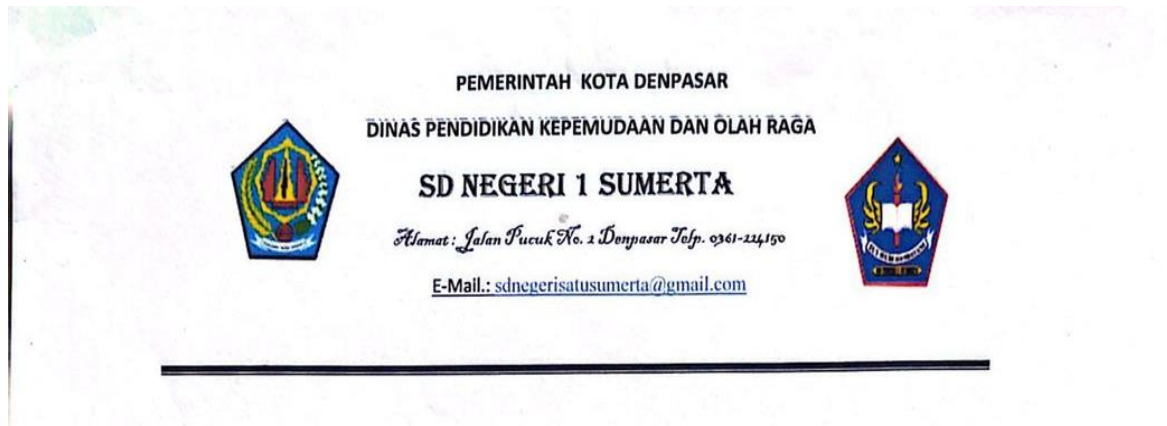 PEMERINTAH KOTA DENPASAR
DINAS PENDIDIKAN KEPEMUDAAN DAN OLAH RAGA
SD NEGERI 1 SUMERTA
Alamat : Jalan Pucuk No. 2 Denpasar Telp. 0361-224150
E-Mail.: sdnegerisatusumerta@gmail.com